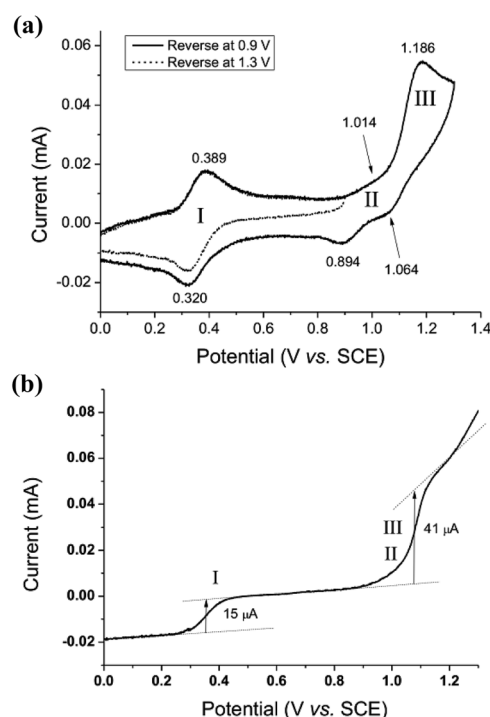 (a)
Reverse at 0.9 V
Reverse at 1.3 V
0.06
0.04
0.02
0.00
-0.02
Current (mA)
1.186
III
1.014
0.389
I
II
0.320
0.894
1.064
0.0 0.2 0.4 0.6 0.8 1.0 1.2 1.4
Potential (V vs. SCE)
(b)
0.08
0.06
0.04
0.02
0.00
-0.02
Current (mA)
I
15 µA
III
II
41 µA
0.0 0.2 0.4 0.6 0.8 1.0 1.2
Potential (V vs. SCE)